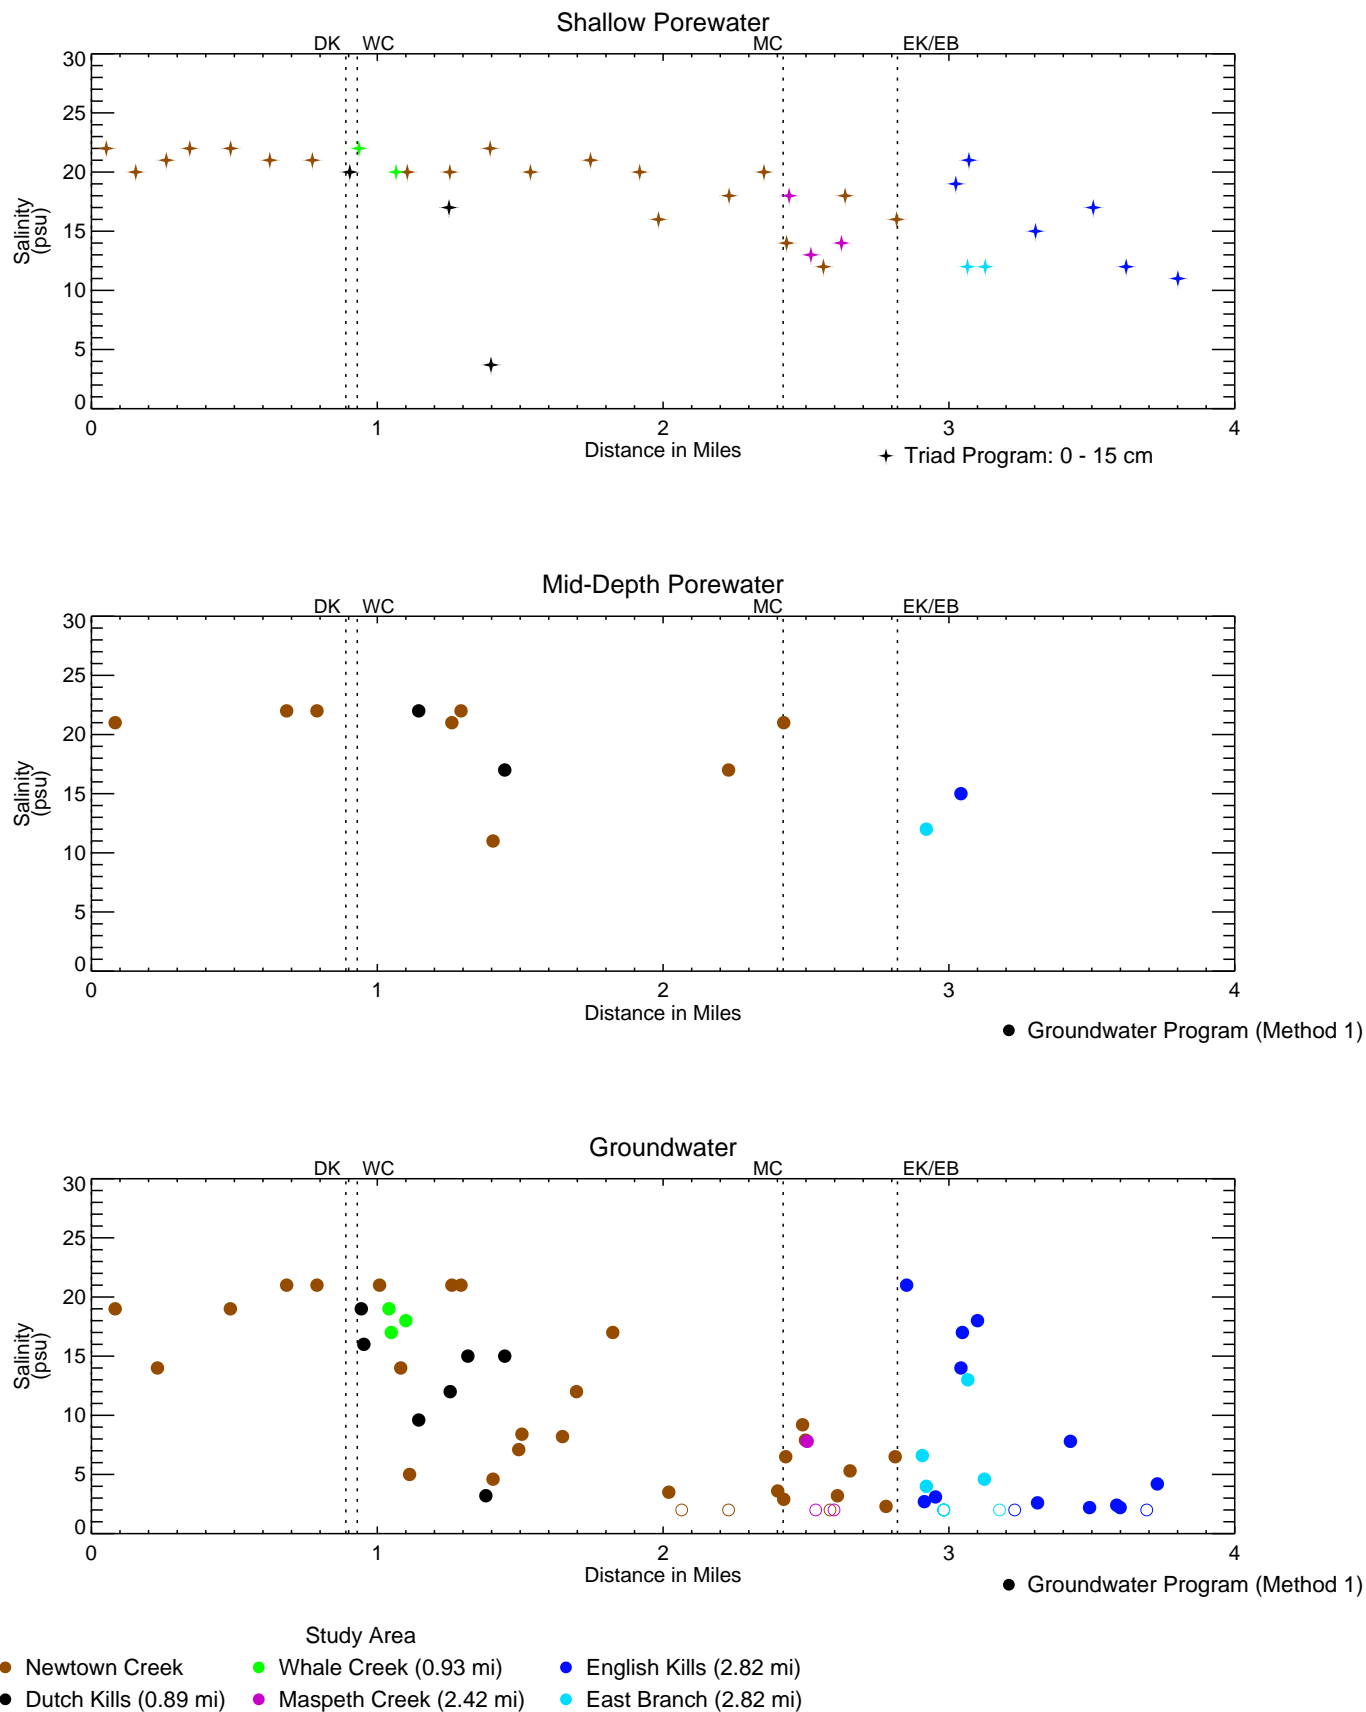 Shallow Porewater
DK WC MC EK/EB
30
25
20
15
10
5
0
Salinity
(psu)
0 1 2 3 4
Distance in Miles
Triad Program: 0 - 15 cm
Mid-Depth Porewater
DK WC MC EK/EB
30
25
20
15
10
5
0
Salinity
(psu)
0 1 2 3 4
Distance in Miles
Groundwater Program (Method 1)
Groundwater
DK WC MC EK/EB
30
25
20
15
10
5
0
Salinity
(psu)
0 1 2 3 4
Distance in Miles
Groundwater Program (Method 1)
Study Area
Newtown Creek Whale Creek (0.93 mi) English Kills (2.82 mi)
Dutch Kills (0.89 mi) Maspeth Creek (2.42 mi) East Branch (2.82 mi)